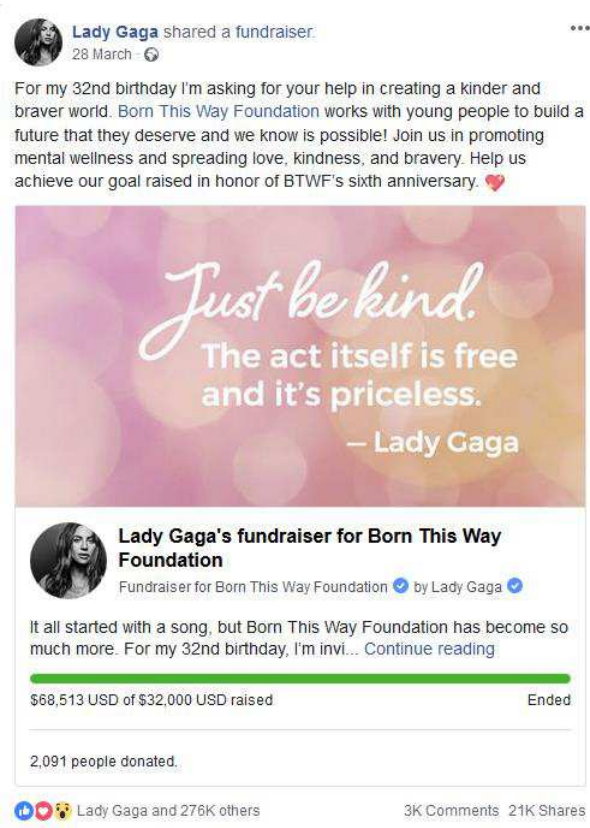 Lady Gaga shared a fundraiser.
28 March
For my 32nd birthday I'm asking for your help in creating a kinder and
braver world. Born This Way Foundation works with young people to build a
future that they deserve and we know is possible! Join us in promoting
mental wellness and spreading love, kindness, and bravery. Help us
achieve our goal raised in honor of BTWF's sixth anniversary.
Just be kind.
The act itself is free
and it's priceless.
– Lady Gaga
Lady Gaga's fundraiser for Born This Way
Foundation
Fundraiser for Born This Way Foundation by Lady Gaga
It all started with a song, but Born This Way Foundation has become so
much more. For my 32nd birthday, I'm invi... Continue reading
$68,513 USD of $32,000 USD raised Ended
2,091 people donated.
Lady Gaga and 276K others 3K Comments 21K Shares